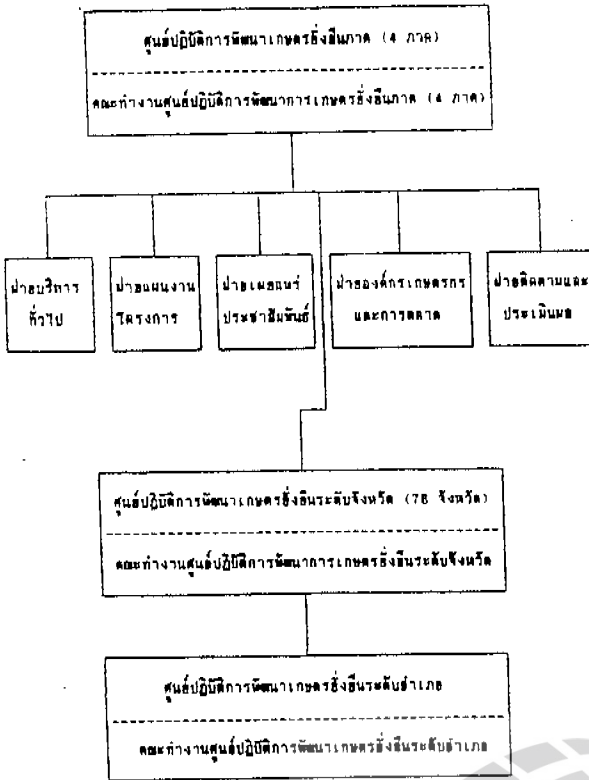 ศูนย์ปฏิบัติการพัฒนาเกษตรยั่งยืนภาค (4 ภาค)
คณะทำงานศูนย์ปฏิบัติการพัฒนาการเกษตรยั่งยืนภาค (4 ภาค)
ฝ่ายบริหาร
ทั่วไป
ฝ่ายแผนงาน
โครงการ
ฝ่ายเผยแพร่
ประชาสัมพันธ์
ฝ่ายองค์กรเกษตรกร
และการตลาด
ฝ่ายติดตามและ
ประเมินผล
ศูนย์ปฏิบัติการพัฒนาเกษตรยั่งยืนระดับจังหวัด (76 จังหวัด)
คณะทำงานศูนย์ปฏิบัติการพัฒนาการเกษตรยั่งยืนระดับจังหวัด
ศูนย์ปฏิบัติการพัฒนาเกษตรยั่งยืนระดับอำเภอ
คณะทำงานศูนย์ปฏิบัติการพัฒนาเกษตรยั่งยืนระดับอำเภอ